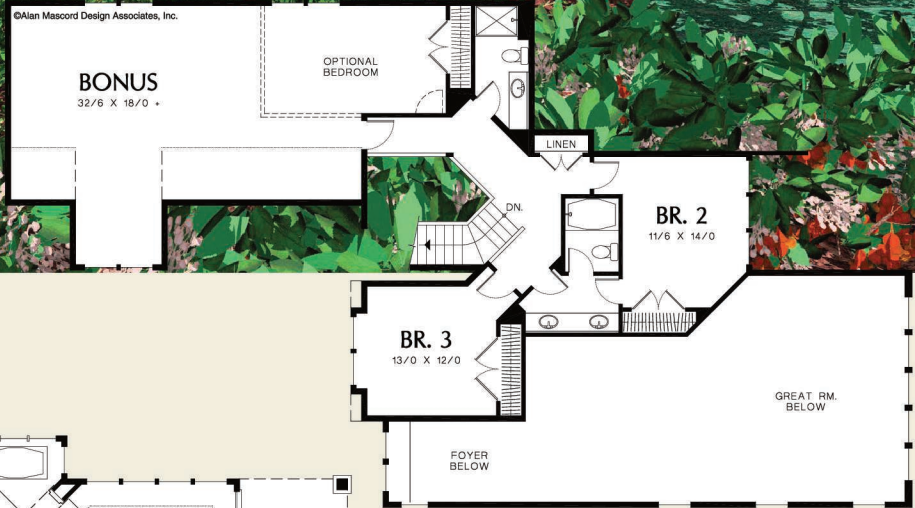 ©Alan Mascord Design Associates, Inc.
BONUS
32/6 X 18/0 +
OPTIONAL
BEDROOM
LINEN
DN.
BR. 2
11/6 X 14/0
BR. 3
13/0 X 12/0
GREAT RM.
BELOW
FOYER
BELOW